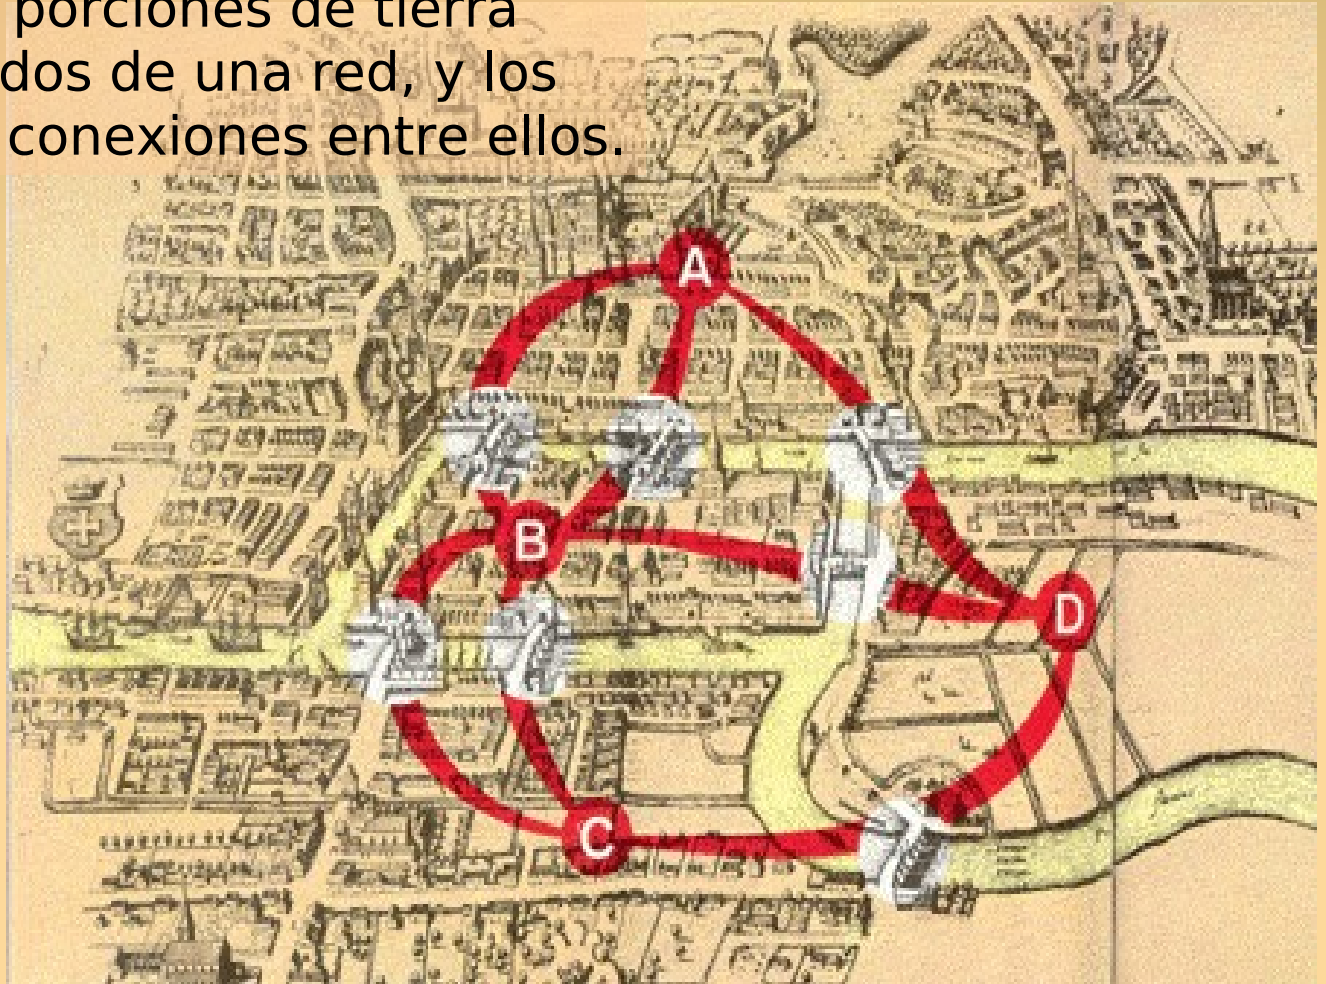 porciones de tierra
dos de una red, y los
conexiones entre ellos.
A
B
D
C